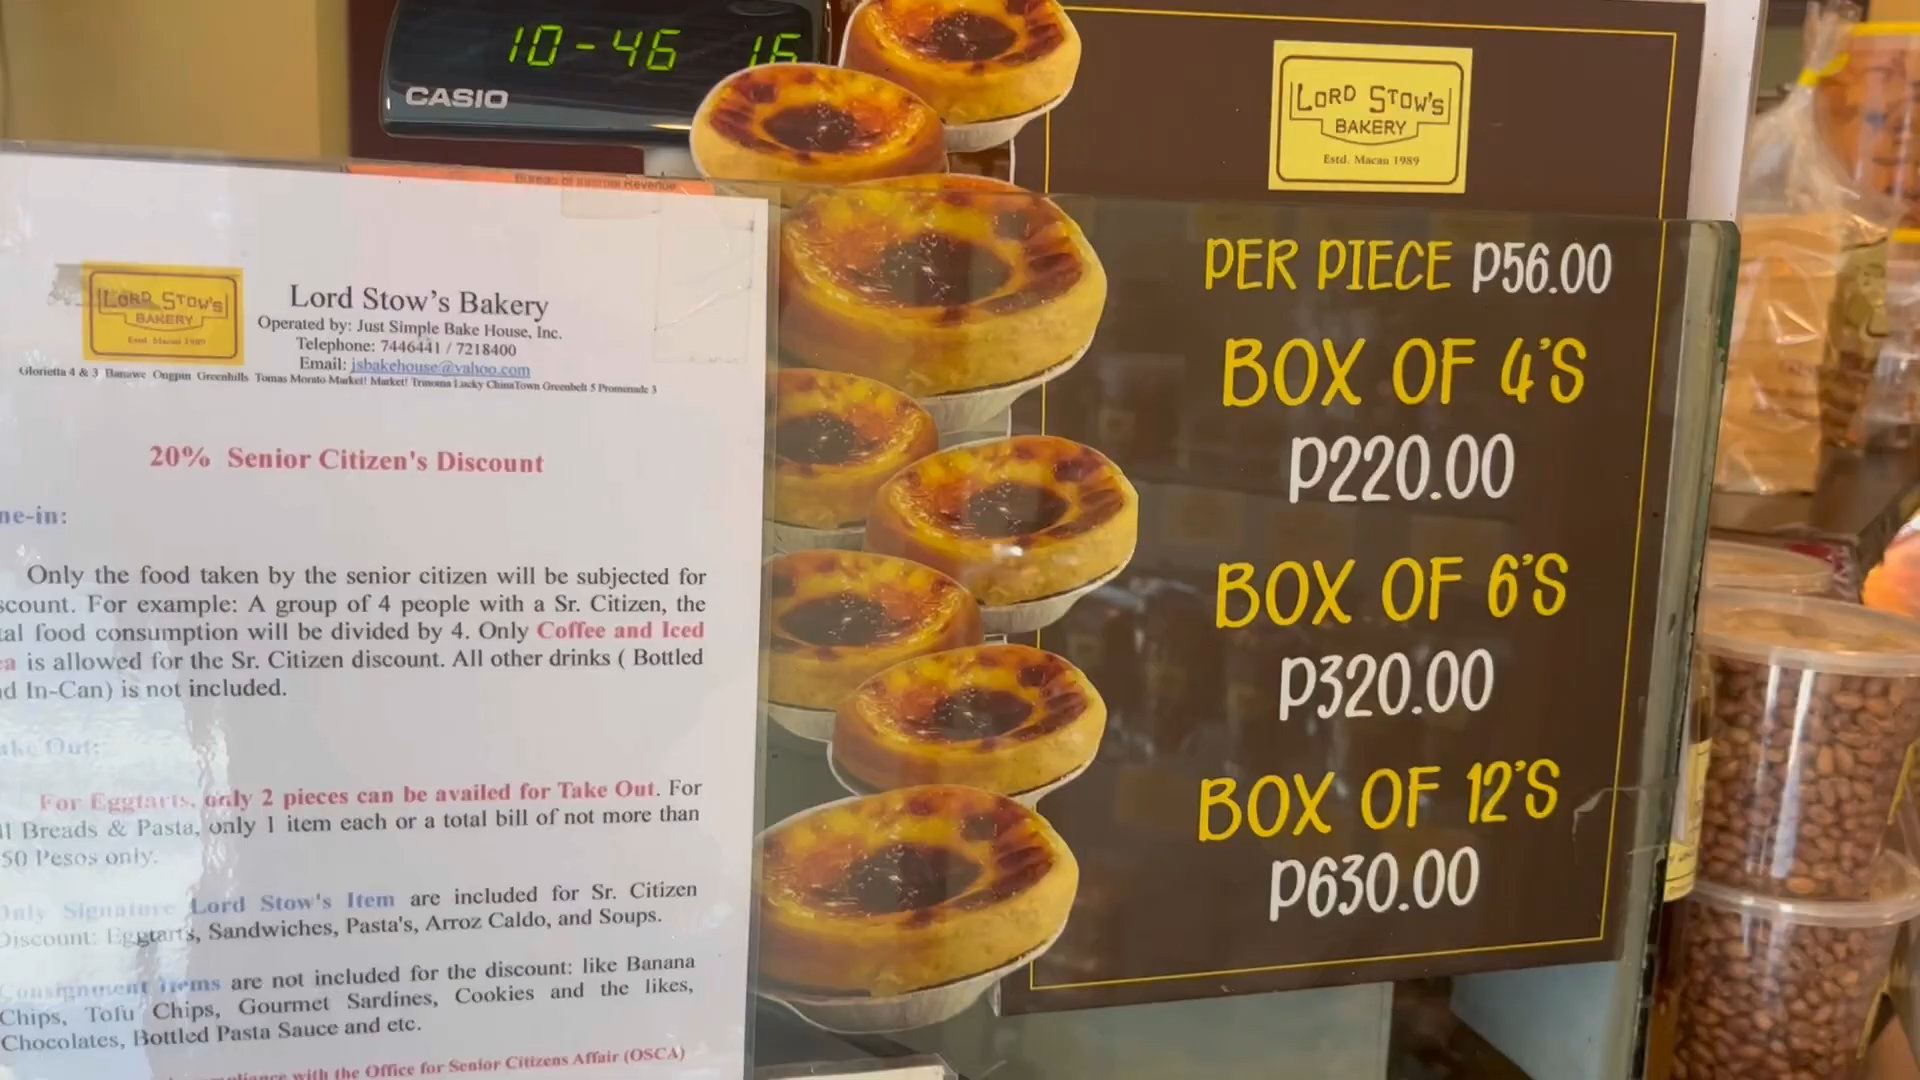 10-46 16
CASIO
Bureau of Internal Revenue
LORD STOW'S
BAKERY
Estd. Macau 1989
PER PIECE P56.00
BOX OF 4'S
P220.00
BOX OF 6'S
P320.00
BOX OF 12'S
P630.00
LORD STOW'S
BAKERY
Estd. Macau 1989
Lord Stow's Bakery
Operated by: Just Simple Bake House, Inc.
Telephone: 7446441 / 7218400
Email: jsbakehouse@yahoo.com
Glorietta 4 & 3 Banawe Ongpin Greenhills Tomas Morato Market! Market! Trinoma Lucky ChinaTown Greenbelt 5 Promenade 3
20% Senior Citizen's Discount
ne-in:
Only the food taken by the senior citizen will be subjected for
scount. For example: A group of 4 people with a Sr. Citizen, the
tal food consumption will be divided by 4. Only Coffee and Iced
a is allowed for the Sr. Citizen discount. All other drinks ( Bottled
d In-Can) is not included.
ake Out:
For Eggtarts, only 2 pieces can be availed for Take Out. For
ll Breads & Pasta, only 1 item each or a total bill of not more than
50 Pesos only.
Only Signature Lord Stow's Item are included for Sr. Citizen
Discount: Eggtarts, Sandwiches, Pasta's, Arroz Caldo, and Soups.
Consignment Items are not included for the discount: like Banana
Chips, Tofu Chips, Gourmet Sardines, Cookies and the likes,
Chocolates, Bottled Pasta Sauce and etc.
with the Office for Senior Citizens Affair (OSCA)